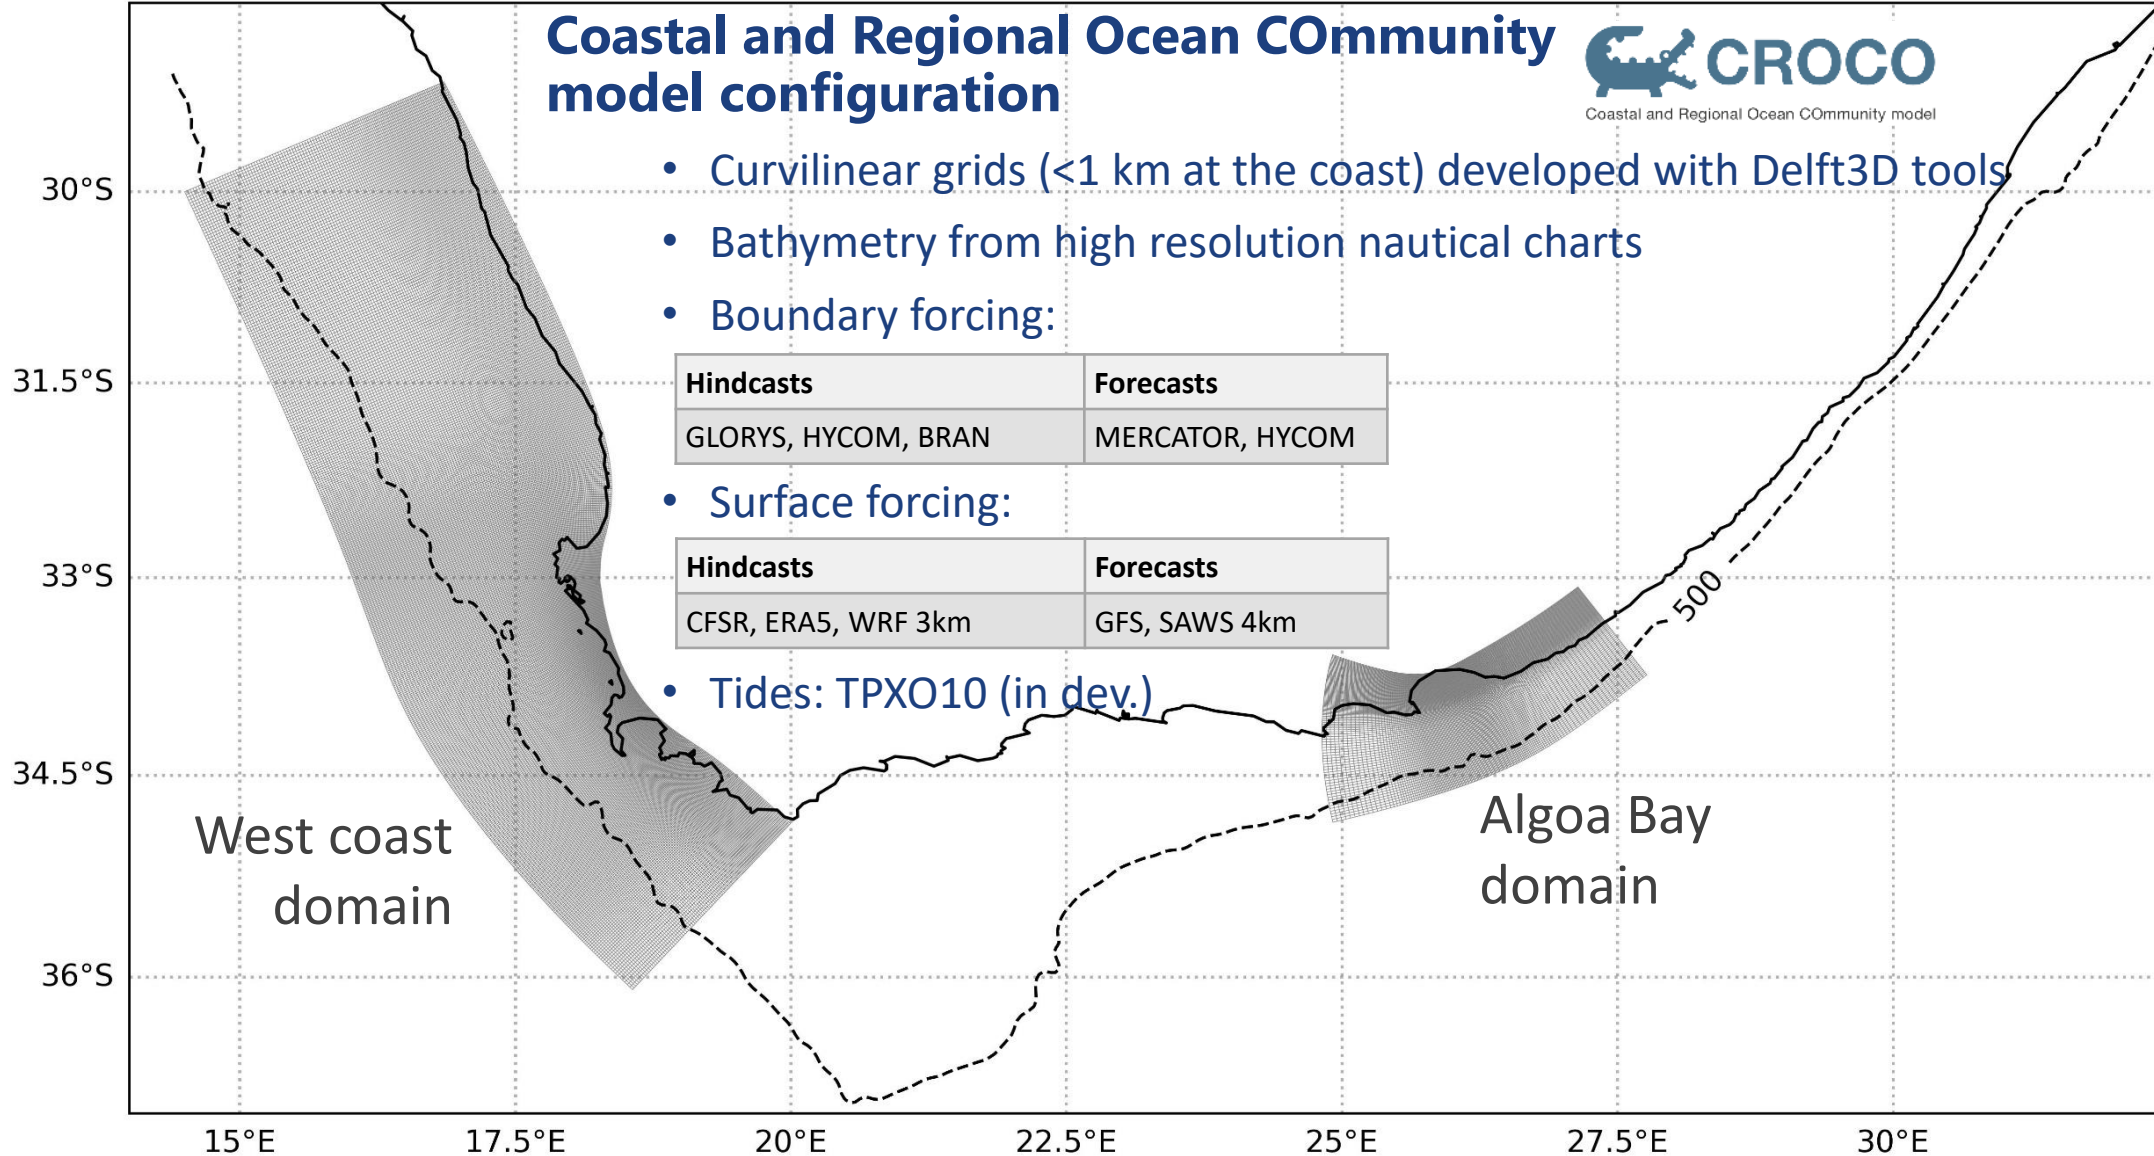 Coastal and Regional Ocean COmmunity
model configuration
CROCO
Coastal and Regional Ocean COmmunity model
• Curvilinear grids (<1 km at the coast) developed with Delft3D tools
• Bathymetry from high resolution nautical charts
• Boundary forcing:
Hindcasts Forecasts
GLORYS, HYCOM, BRAN MERCATOR, HYCOM
• Surface forcing:
Hindcasts Forecasts
CFSR, ERA5, WRF 3km GFS, SAWS 4km
• Tides: TPXO10 (in dev.)
500
West coast
domain
Algoa Bay
domain
30°S
31.5°S
33°S
34.5°S
36°S
15°E 17.5°E 20°E 22.5°E 25°E 27.5°E 30°E